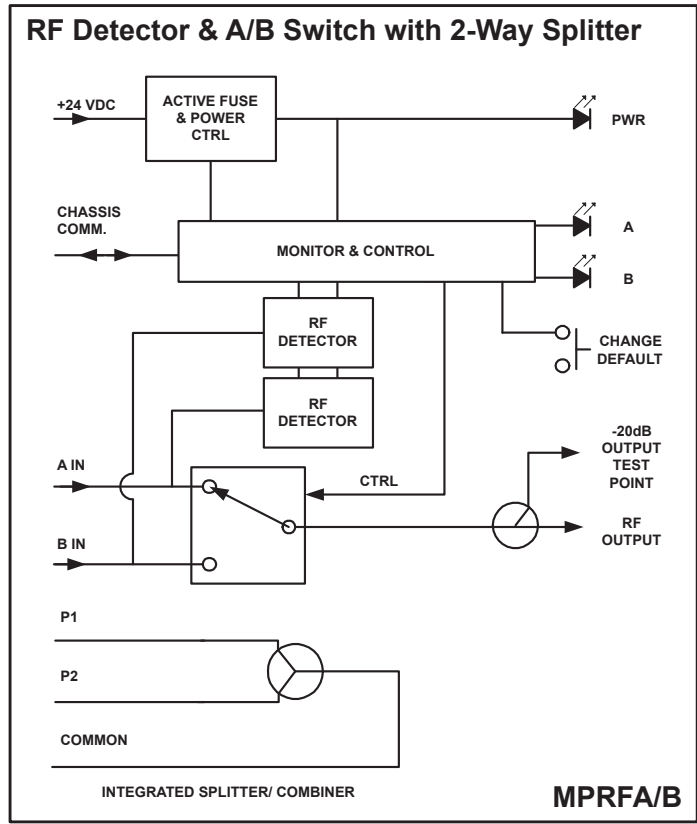 RF Detector & A/B Switch with 2-Way Splitter
+24 VDC
ACTIVE FUSE
& POWER
CTRL
PWR
CHASSIS
COMM.
MONITOR & CONTROL
A
B
RF
DETECTOR
CHANGE
DEFAULT
RF
DETECTOR
-20dB
OUTPUT
TEST
POINT
A IN
CTRL
RF
OUTPUT
B IN
P1
P2
COMMON
INTEGRATED SPLITTER/ COMBINER
MPRFA/B